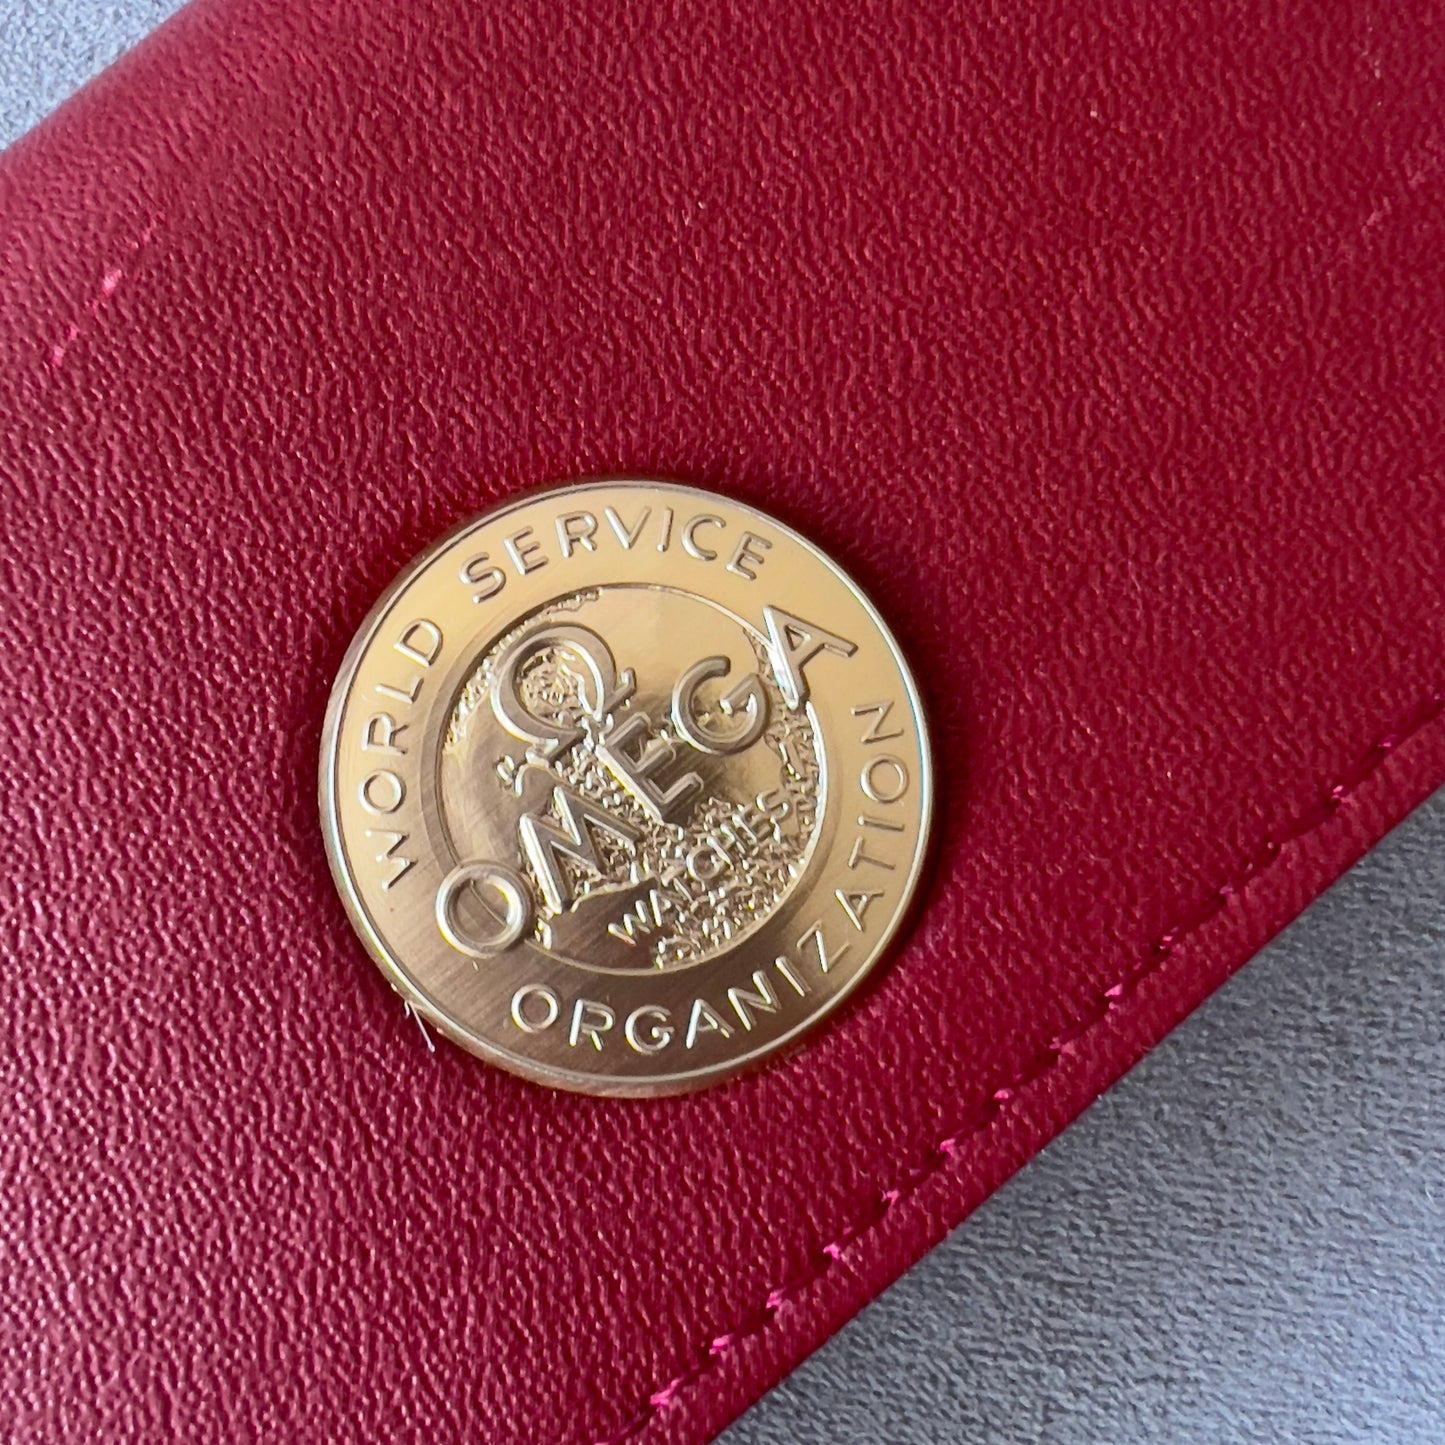 WORLD SERVICE ORGANIZATION
Ω
OMEGA
WATCHES